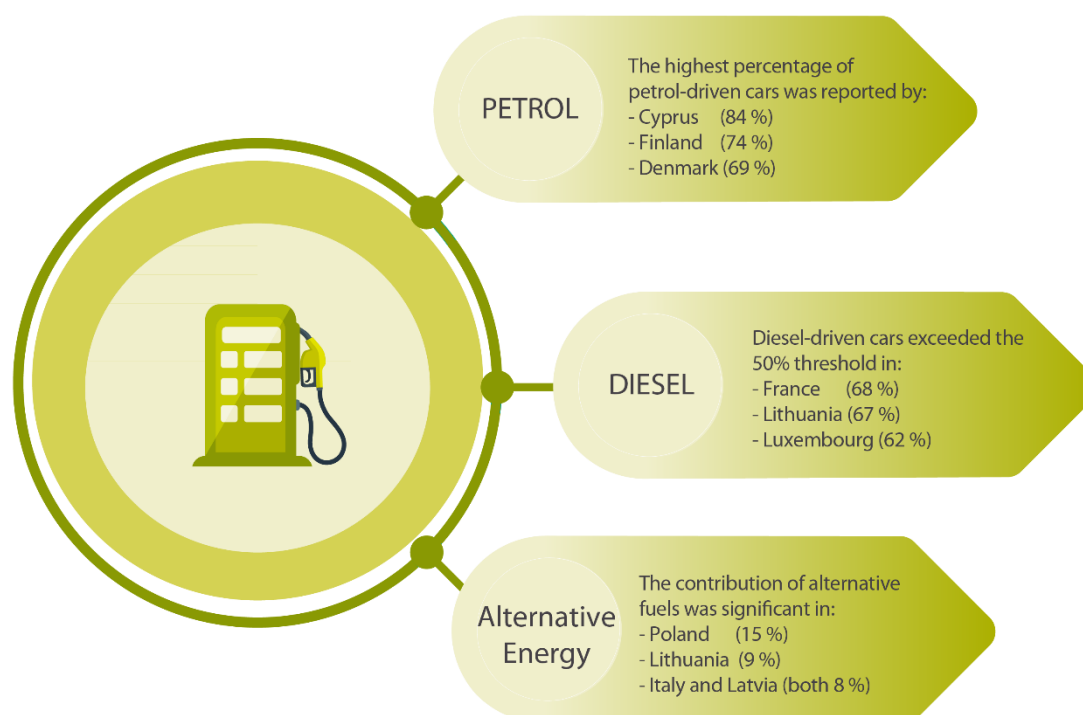 PETROL
The highest percentage of
petrol-driven cars was reported by:
- Cyprus (84 %)
- Finland (74 %)
- Denmark (69 %)
DIESEL
Diesel-driven cars exceeded the
50% threshold in:
- France (68 %)
- Lithuania (67 %)
- Luxembourg (62 %)
Alternative
Energy
The contribution of alternative
fuels was significant in:
- Poland (15 %)
- Lithuania (9 %)
- Italy and Latvia (both 8 %)